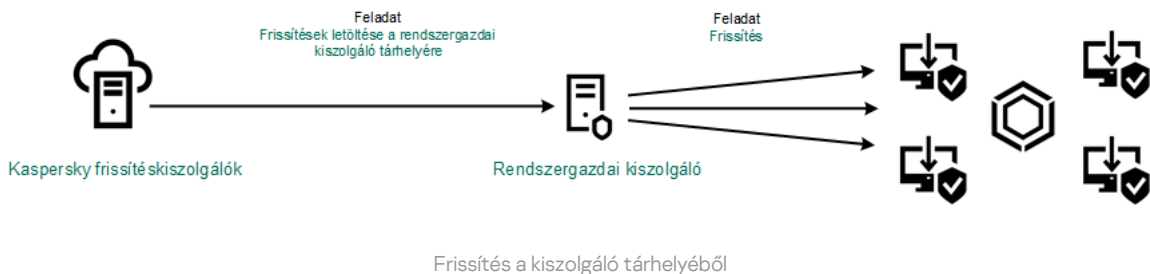 Feladat
Frissítések letöltése a rendszergazdai
kiszolgáló tárhelyére
Feladat
Frissítés
Kaspersky frissítéskiszolgálók
Rendszergazdai kiszolgáló
Frissítés a kiszolgáló tárhelyéből